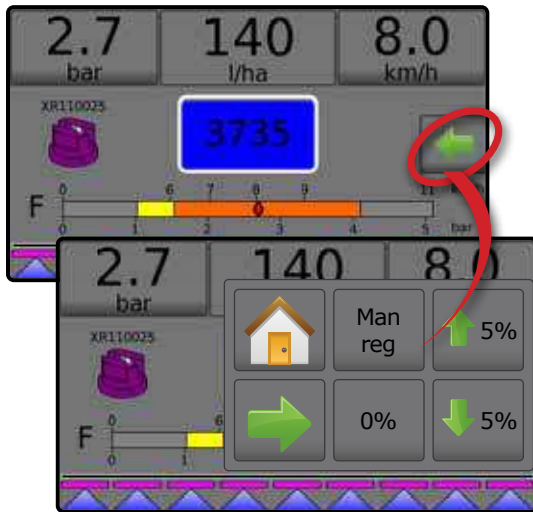 2.7 140 8.0
bar l/ha km/h
XR110025
3735
0 6 7 8 9 11
F
0 1 2 3 4 5 bar
2.7 140 8.0
bar
XR110025
Man reg
5%
0 6
F
0 1
0%
5%